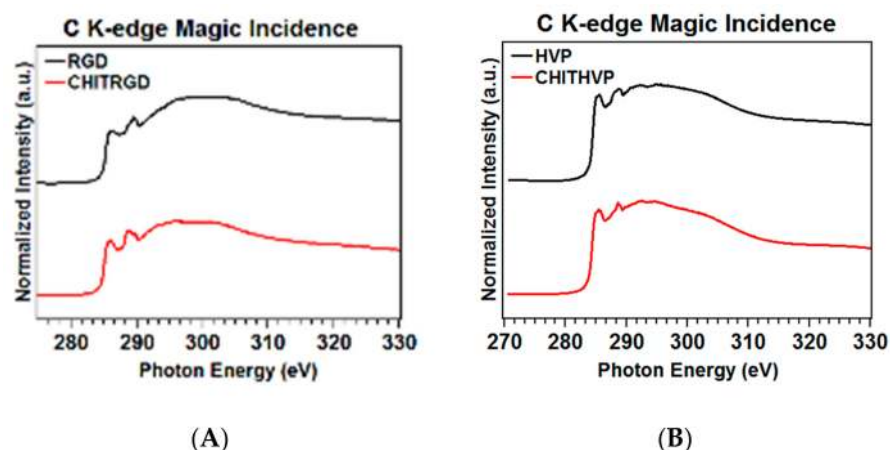 C K-edge Magic Incidence
RGD
CHITRGD
Normalized Intensity (a.u.)
280 290 300 310 320 330
Photon Energy (eV)
(A)
C K-edge Magic Incidence
HVP
CHITHVP
Normalized Intensity (a.u.)
270 280 290 300 310 320 330
Photon Energy (eV)
(B)